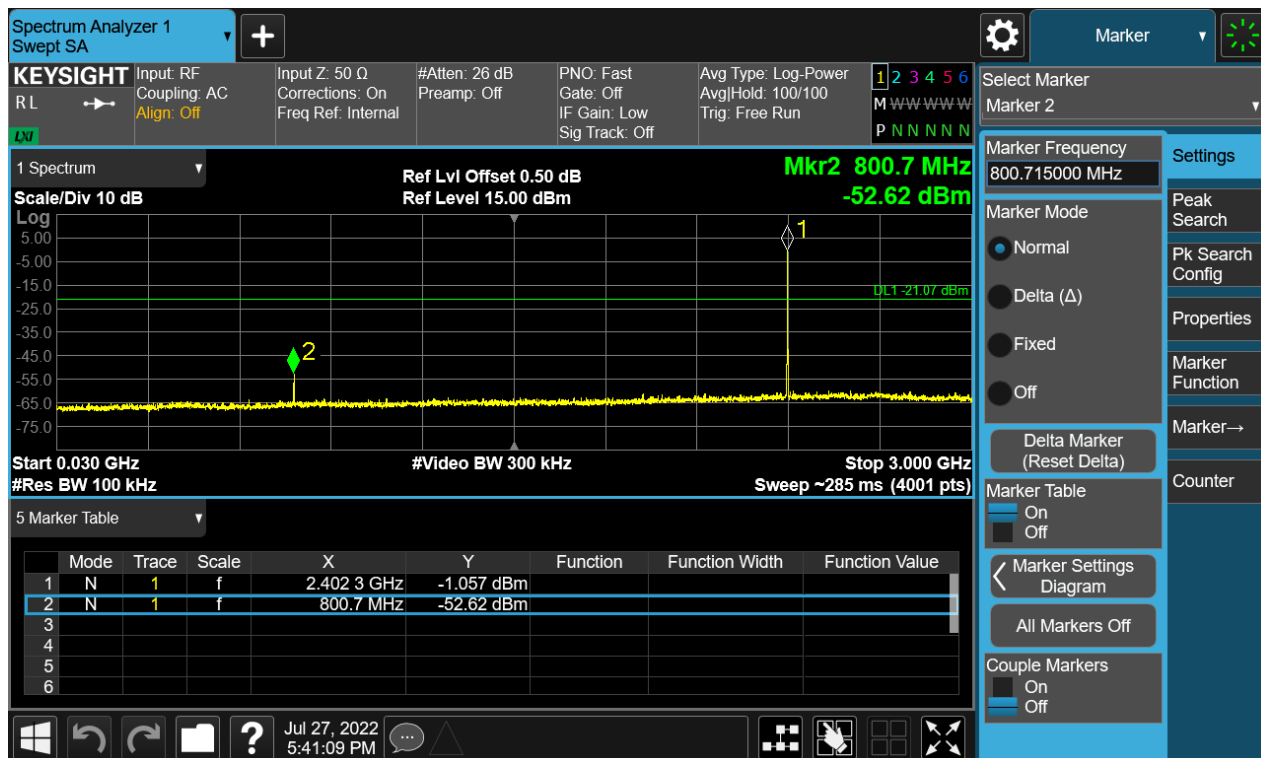 Spectrum Analyzer 1
Swept SA
Marker
KEYSIGHT
R L
LXI
Input: RF
Coupling: AC
Align: Off
Input Z: 50 Ω
Corrections: On
Freq Ref: Internal
#Atten: 26 dB
Preamp: Off
PNO: Fast
Gate: Off
IF Gain: Low
Sig Track: Off
Avg Type: Log-Power
Avg|Hold: 100/100
Trig: Free Run
1 2 3 4 5 6
M W W W W W
P N N N N N
1 Spectrum
Scale/Div 10 dB
Ref Lvl Offset 0.50 dB
Ref Level 15.00 dBm
Mkr2 800.7 MHz
-52.62 dBm
Log
5.00
-5.00
-15.0
-25.0
-35.0
-45.0
-55.0
-65.0
-75.0
1
DL1 -21.07 dBm
2
Start 0.030 GHz
#Video BW 300 kHz
Stop 3.000 GHz
#Res BW 100 kHz
Sweep ~285 ms (4001 pts)
5 Marker Table
Mode Trace Scale X Y Function Function Width Function Value
1 N 1 f 2.402 3 GHz -1.057 dBm
2 N 1 f 800.7 MHz -52.62 dBm
3
4
5
6
?
Jul 27, 2022
5:41:09 PM
Select Marker
Marker 2
Marker Frequency
800.715000 MHz
Marker Mode
Normal
Delta (Δ)
Fixed
Off
Delta Marker
(Reset Delta)
Marker Table
On
Off
Marker Settings
Diagram
All Markers Off
Couple Markers
On
Off
Settings
Peak
Search
Pk Search
Config
Properties
Marker
Function
Marker→
Counter